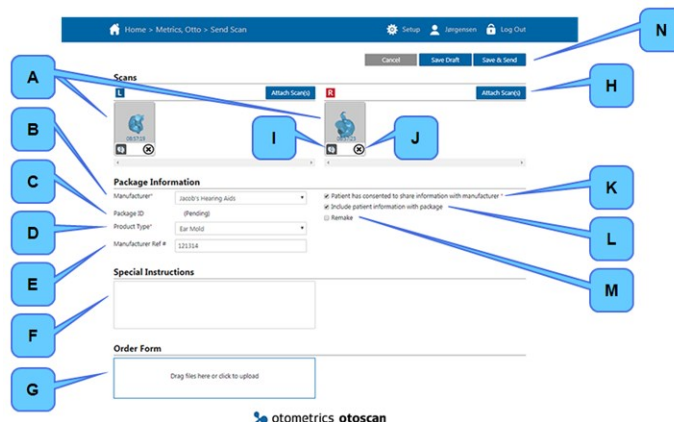 Home > Metrics, Otto > Send Scan
Setup
Jørgensen
Log Out
N
Cancel
Save Draft
Save & Send
A
Scans
L
Attach Scan(s)
R
Attach Scan(s)
H
B
I
J
C
Package Information
K
Manufacturer*
Jacob's Hearing Aids
Patient has consented to share information with manufacturer *
Package ID
(Pending)
Include patient information with package
D
Product Type*
Ear Mold
Remake
L
Manufacturer Ref #
121314
E
M
Special Instructions
F
Order Form
Drag files here or click to upload
G
otometrics otoscan